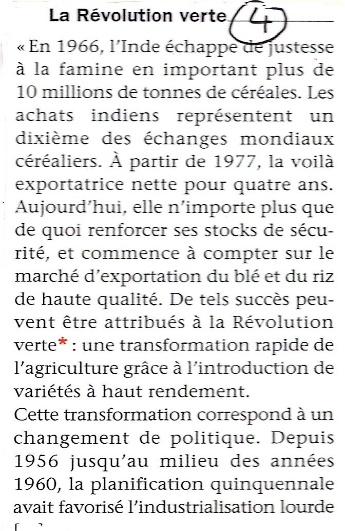 La Révolution verte 4
« En 1966, l'Inde échappe de justesse
à la famine en important plus de
10 millions de tonnes de céréales. Les
achats indiens représentent un
dixième des échanges mondiaux
céréaliers. À partir de 1977, la voilà
exportatrice nette pour quatre ans.
Aujourd'hui, elle n'importe plus que
de quoi renforcer ses stocks de sécu-
rité, et commence à compter sur le
marché d'exportation du blé et du riz
de haute qualité. De tels succès peu-
vent être attribués à la Révolution
verte* : une transformation rapide de
l'agriculture grâce à l'introduction de
variétés à haut rendement.
Cette transformation correspond à un
changement de politique. Depuis
1956 jusqu'au milieu des années
1960, la planification quinquennale
avait favorisé l'industrialisation lourde